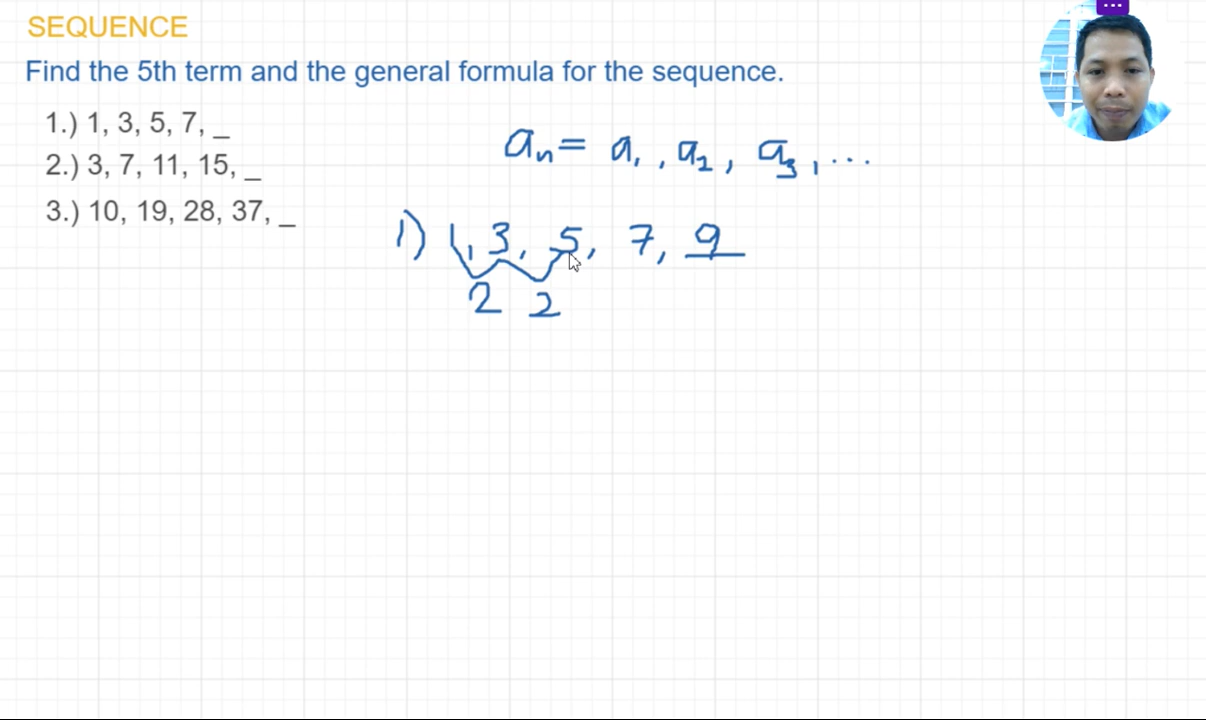 SEQUENCE
Find the 5th term and the general formula for the sequence.
1.) 1, 3, 5, 7, _
2.) 3, 7, 11, 15, _
3.) 10, 19, 28, 37, _
aₙ = a₁, a₂, a₃, ...
1) 1, 3, 5, 7, 9
2 2